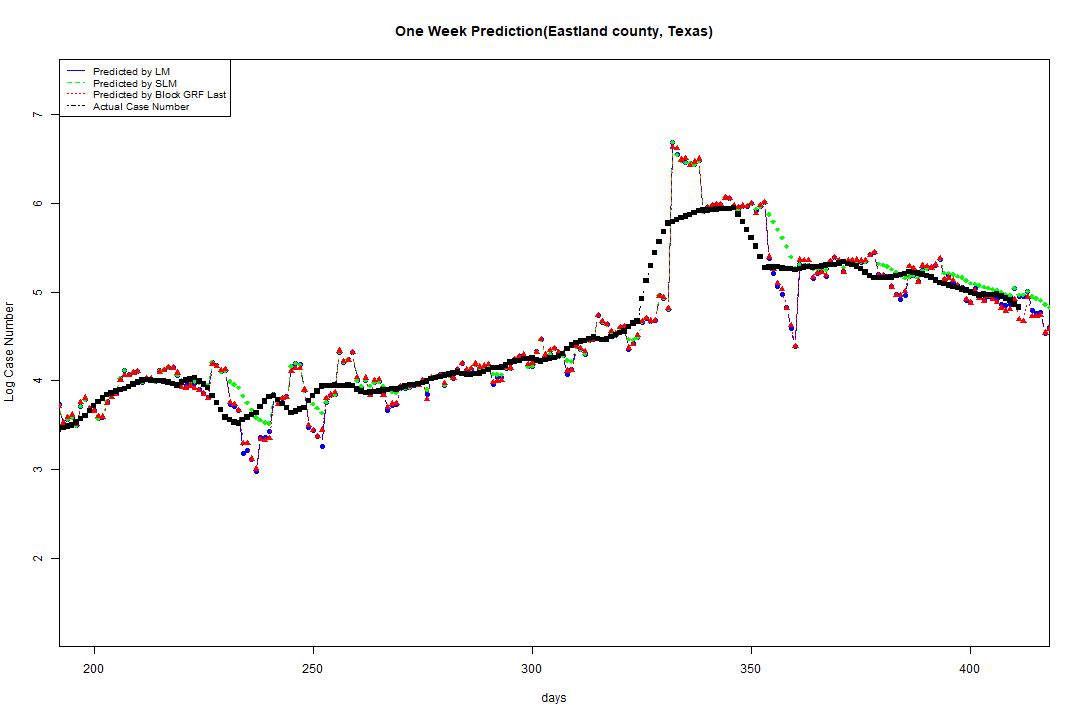 One Week Prediction(Eastland county, Texas)
Predicted by LM
Predicted by SLM
Predicted by Block GRF Last
Actual Case Number
7
6
5
4
3
2
Log Case Number
200 250 300 350 400
days